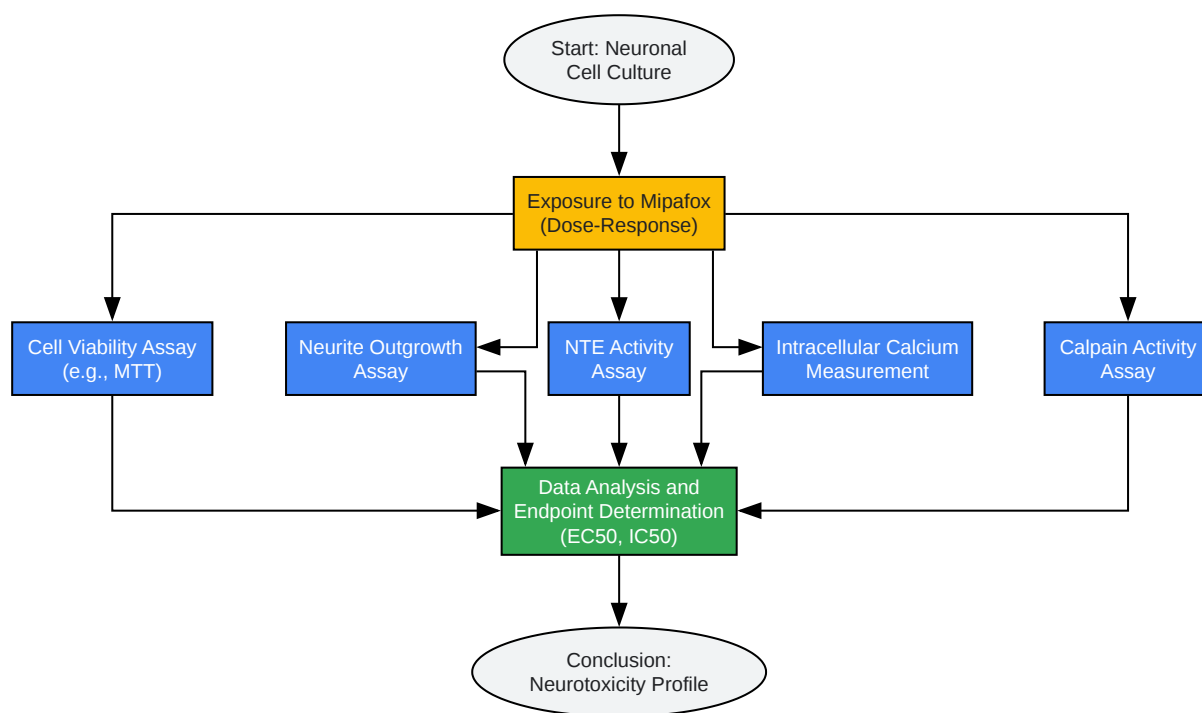 Start: Neuronal
Cell Culture
Exposure to Mipafox
(Dose-Response)
Cell Viability Assay
(e.g., MTT)
Neurite Outgrowth
Assay
NTE Activity
Assay
Intracellular Calcium
Measurement
Calpain Activity
Assay
Data Analysis and
Endpoint Determination
(EC50, IC50)
Conclusion:
Neurotoxicity Profile